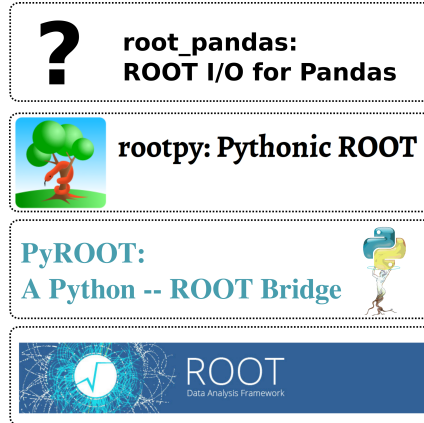 ?
root_pandas:
ROOT I/O for Pandas
rootpy: Pythonic ROOT
PyROOT:
A Python -- ROOT Bridge
ROOT
Data Analysis Framework